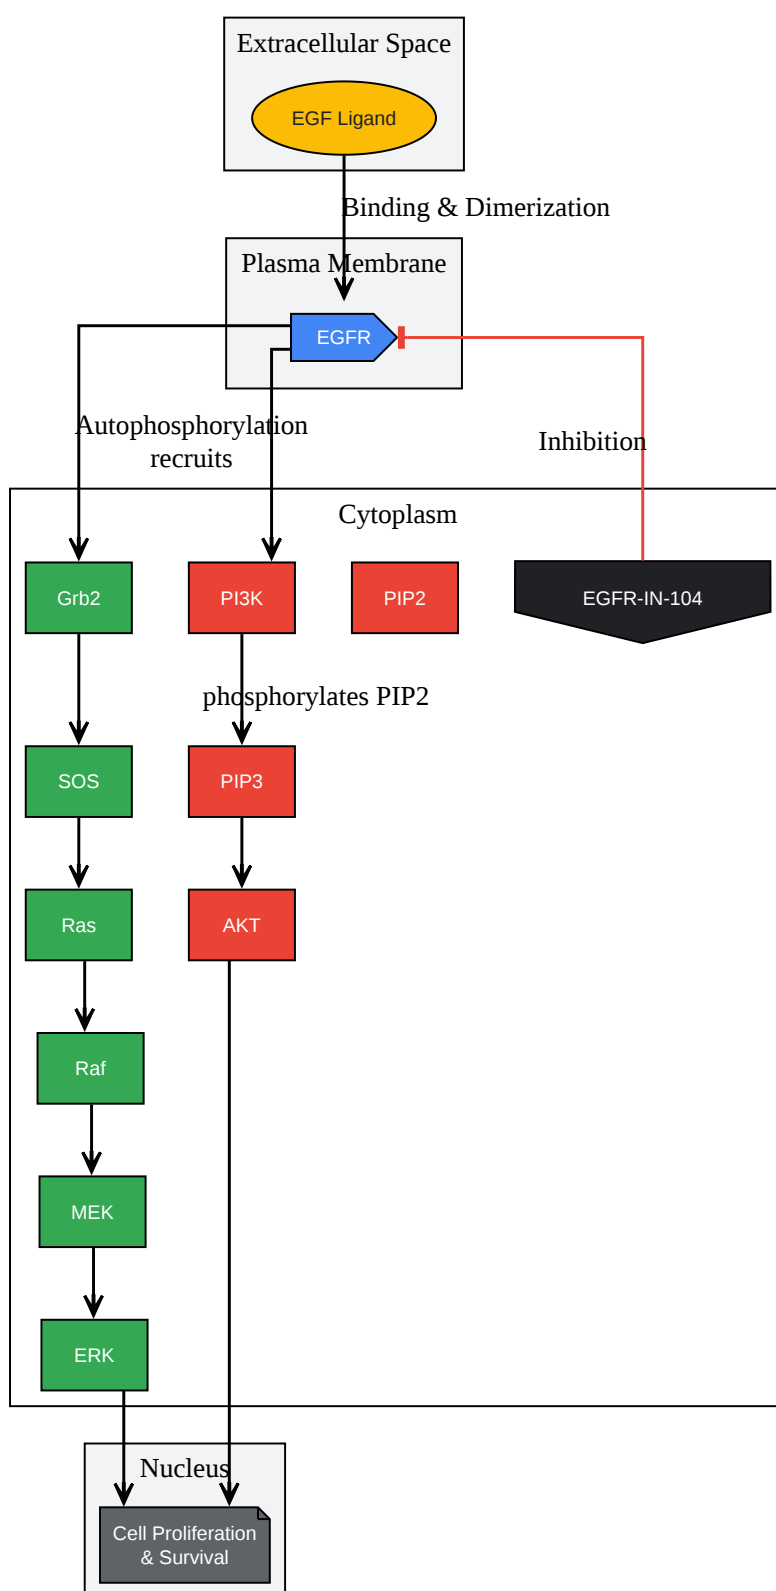 Extracellular Space
EGF Ligand
Binding & Dimerization
Plasma Membrane
EGFR
Autophosphorylation
recruits
Inhibition
Cytoplasm
Grb2
PI3K
PIP2
EGFR-IN-104
phosphorylates PIP2
SOS
PIP3
Ras
AKT
Raf
MEK
ERK
Nucleus
Cell Proliferation
& Survival